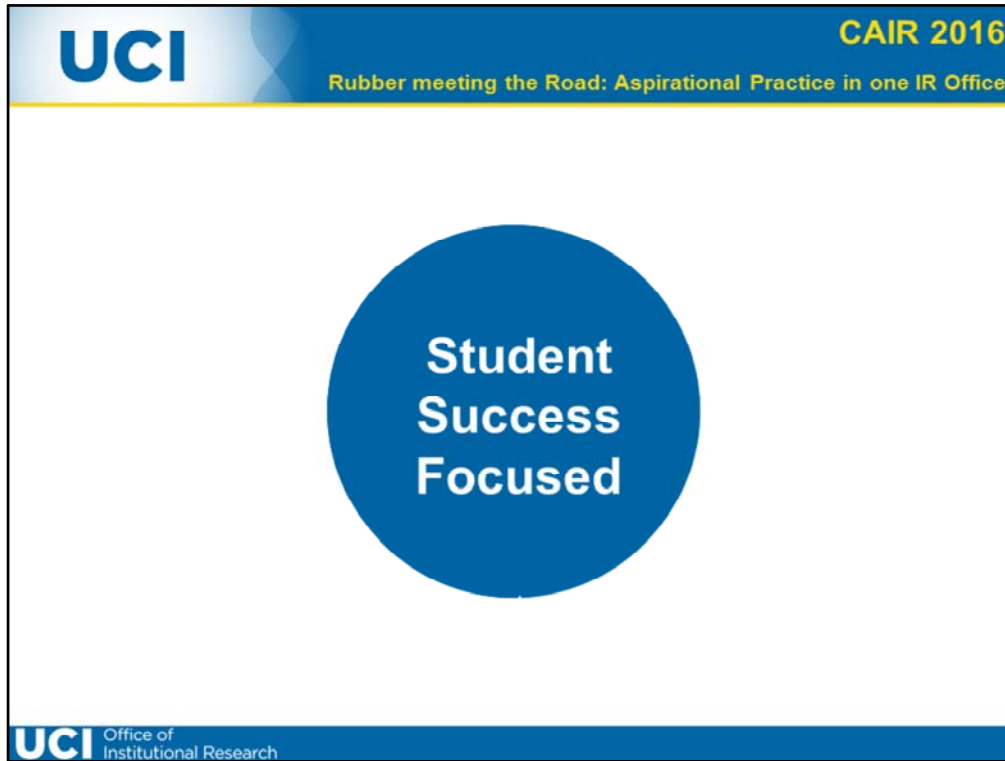 UCI
CAIR 2016
Rubber meeting the Road: Aspirational Practice in one IR Office
Student
Success
Focused
UCI Office of
Institutional Research